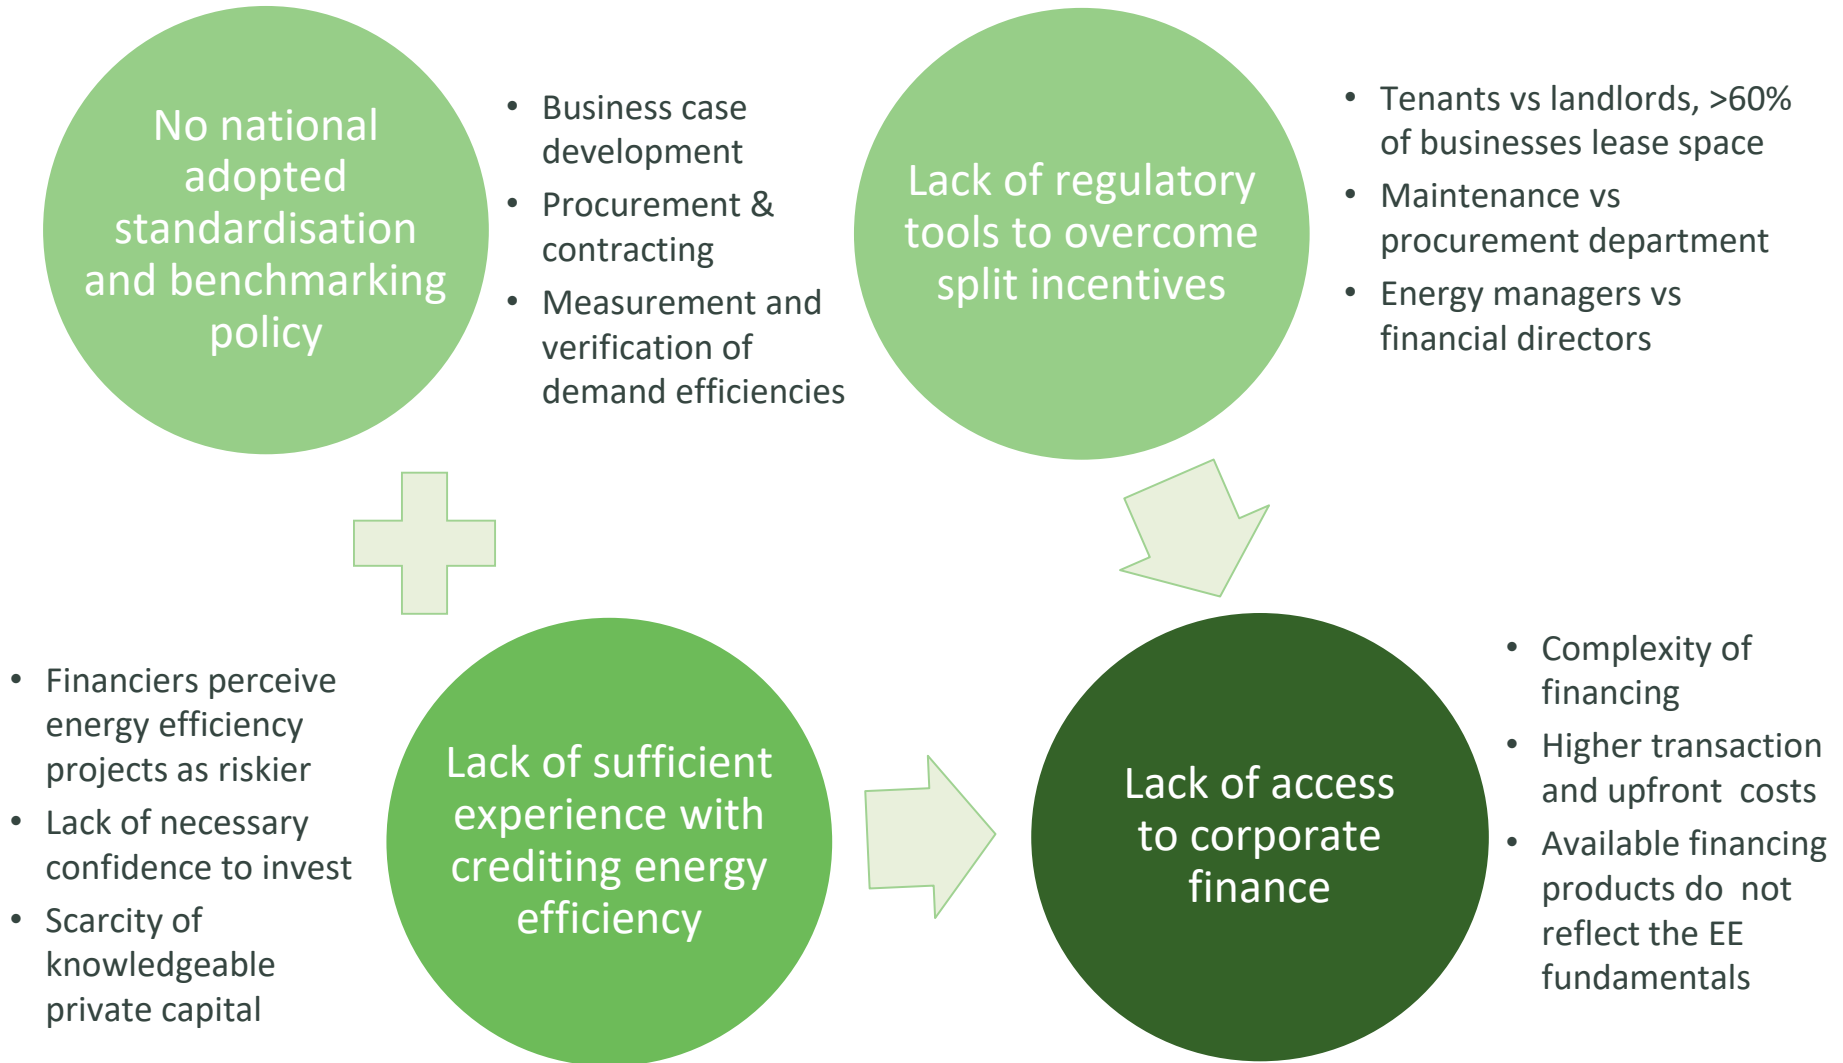 No national
adopted
standardisation
and benchmarking
policy
• Business case
development
• Procurement &
contracting
• Measurement and
verification of
demand efficiencies
Lack of regulatory
tools to overcome
split incentives
• Tenants vs landlords, >60%
of businesses lease space
• Maintenance vs
procurement department
• Energy managers vs
financial directors
• Financiers perceive
energy efficiency
projects as riskier
• Lack of necessary
confidence to invest
• Scarcity of
knowledgeable
private capital
Lack of sufficient
experience with
crediting energy
efficiency
Lack of access
to corporate
finance
• Complexity of
financing
• Higher transaction
and upfront  costs
• Available financing
products do  not
reflect the EE
fundamentals